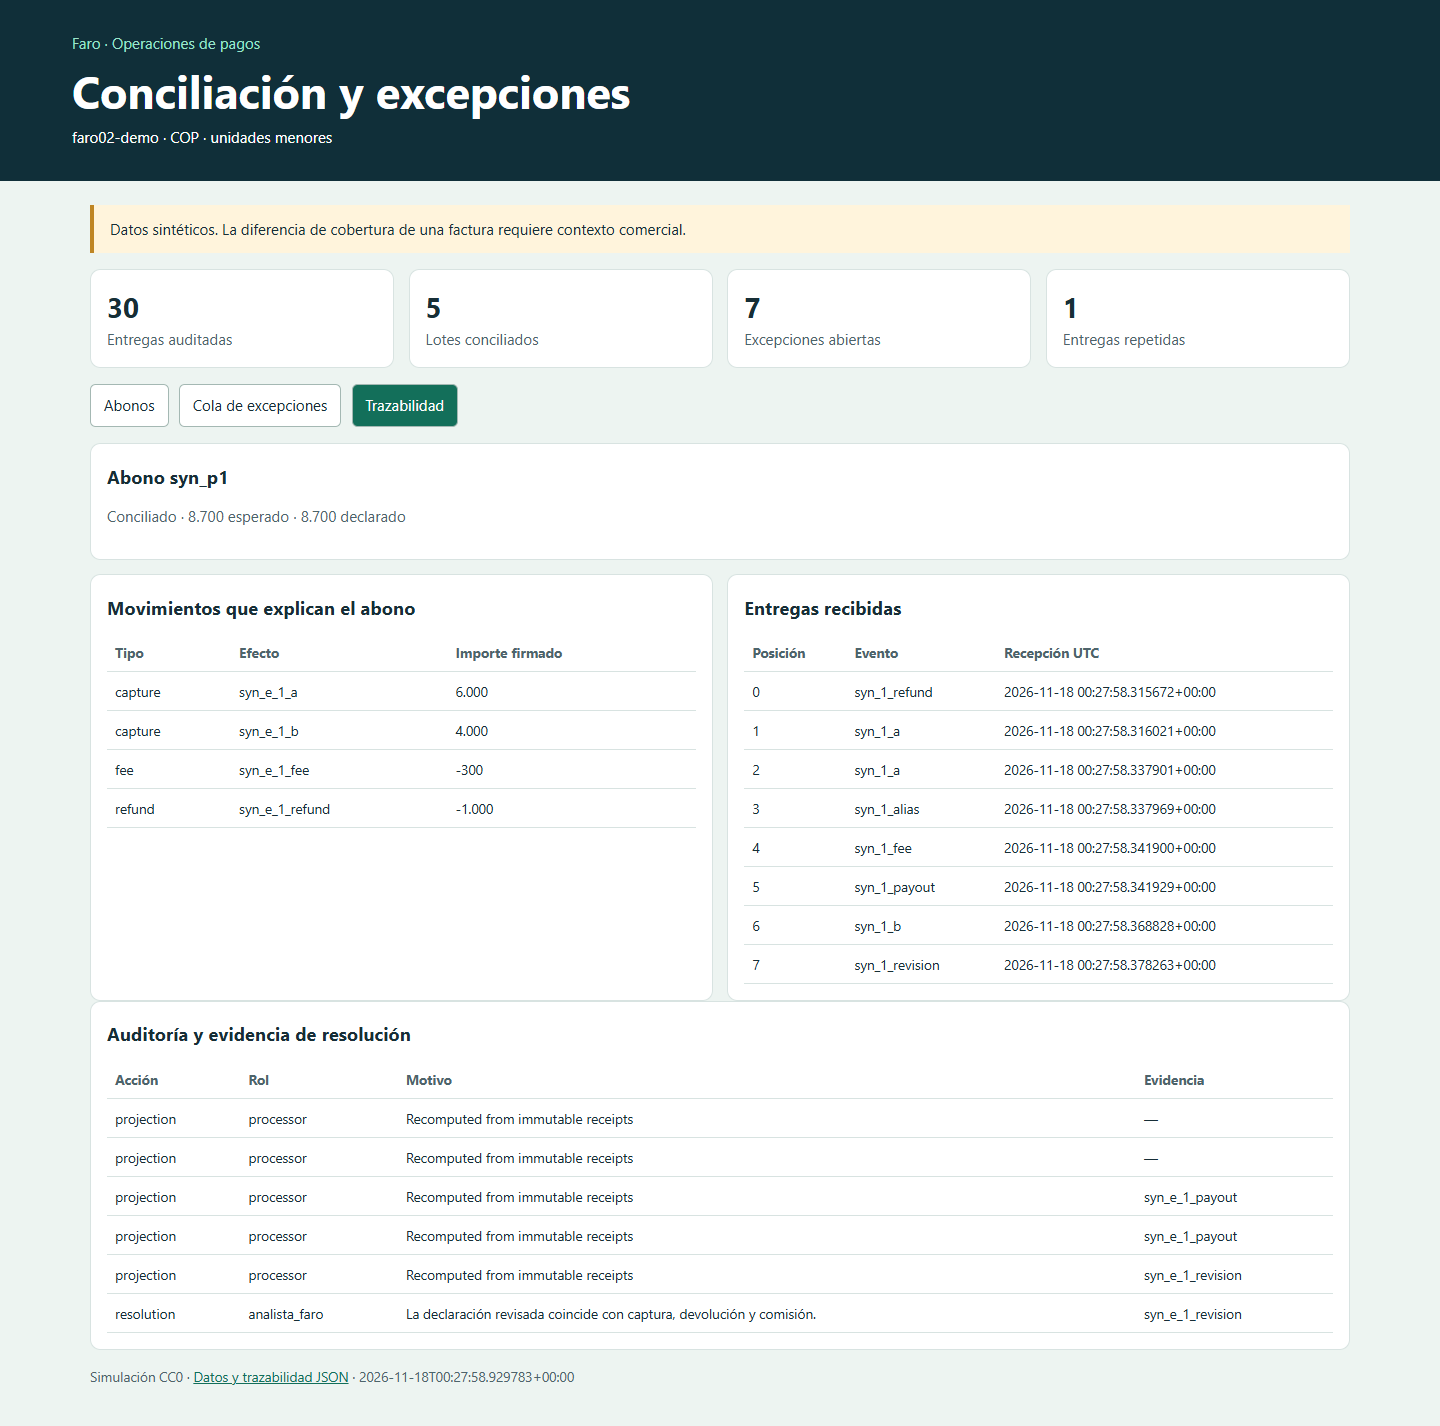 Faro · Operaciones de pagos
Conciliación y excepciones
faro02-demo · COP · unidades menores
Datos sintéticos. La diferencia de cobertura de una factura requiere contexto comercial.
30
Entregas auditadas
5
Lotes conciliados
7
Excepciones abiertas
1
Entregas repetidas
Abonos
Cola de excepciones
Trazabilidad
Abono syn_p1
Conciliado · 8.700 esperado · 8.700 declarado
Movimientos que explican el abono
Tipo Efecto Importe firmado
capture syn_e_1_a 6.000
capture syn_e_1_b 4.000
fee syn_e_1_fee -300
refund syn_e_1_refund -1.000
Entregas recibidas
Posición Evento Recepción UTC
0 syn_1_refund 2026-11-18 00:27:58.315672+00:00
1 syn_1_a 2026-11-18 00:27:58.316021+00:00
2 syn_1_a 2026-11-18 00:27:58.337901+00:00
3 syn_1_alias 2026-11-18 00:27:58.337969+00:00
4 syn_1_fee 2026-11-18 00:27:58.341900+00:00
5 syn_1_payout 2026-11-18 00:27:58.341929+00:00
6 syn_1_b 2026-11-18 00:27:58.368828+00:00
7 syn_1_revision 2026-11-18 00:27:58.378263+00:00
Auditoría y evidencia de resolución
Acción Rol Motivo Evidencia
projection processor Recomputed from immutable receipts —
projection processor Recomputed from immutable receipts —
projection processor Recomputed from immutable receipts syn_e_1_payout
projection processor Recomputed from immutable receipts syn_e_1_payout
projection processor Recomputed from immutable receipts syn_e_1_revision
resolution analista_faro La declaración revisada coincide con captura, devolución y comisión. syn_e_1_revision
Simulación CC0 · Datos y trazabilidad JSON · 2026-11-18T00:27:58.929783+00:00